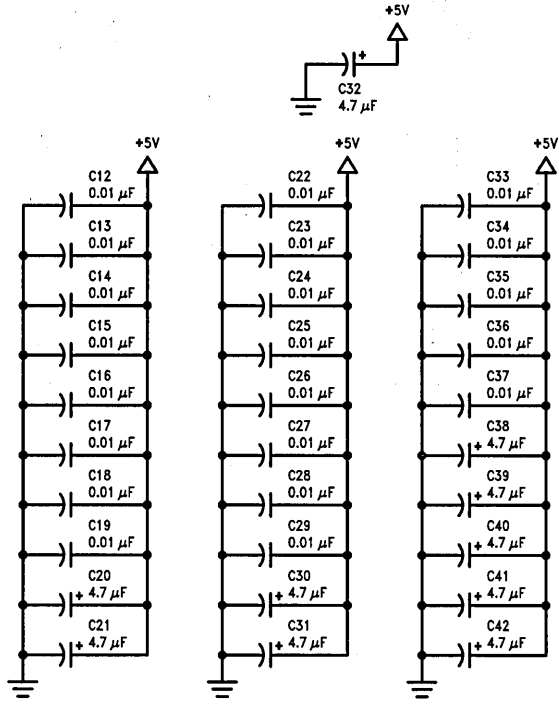 +5V
+
C32
4.7 μF
+5V
C12
0.01 μF
C13
0.01 μF
C14
0.01 μF
C15
0.01 μF
C16
0.01 μF
C17
0.01 μF
C18
0.01 μF
C19
0.01 μF
C20
+ 4.7 μF
C21
+ 4.7 μF
+5V
C22
0.01 μF
C23
0.01 μF
C24
0.01 μF
C25
0.01 μF
C26
0.01 μF
C27
0.01 μF
C28
0.01 μF
C29
0.01 μF
C30
+ 4.7 μF
C31
+ 4.7 μF
+5V
C33
0.01 μF
C34
0.01 μF
C35
0.01 μF
C36
0.01 μF
C37
0.01 μF
C38
+ 4.7 μF
C39
+ 4.7 μF
C40
+ 4.7 μF
C41
+ 4.7 μF
C42
+ 4.7 μF